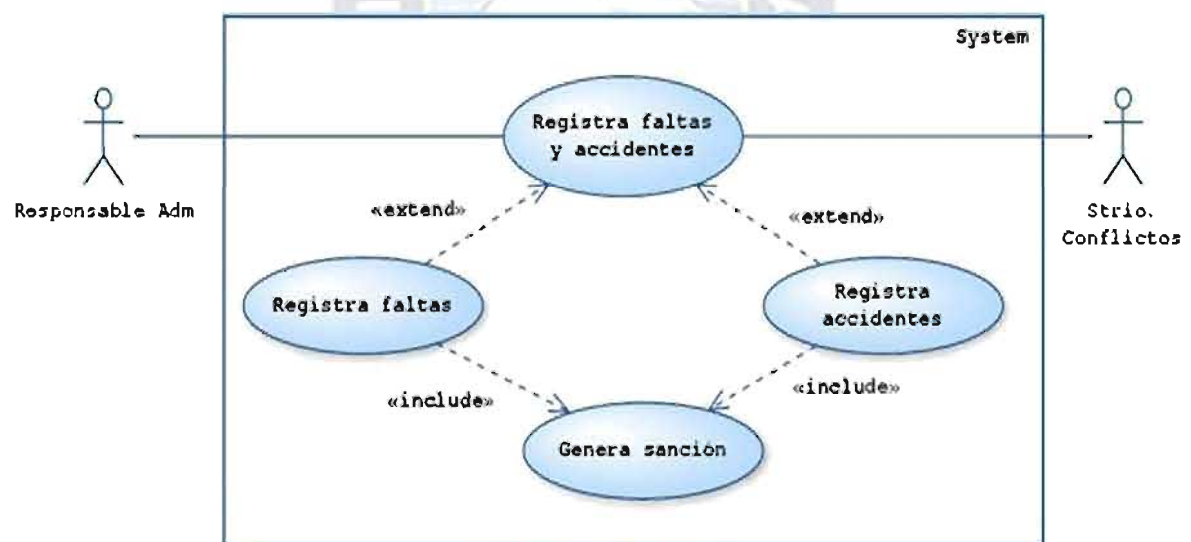 System
Registra faltas
y accidentes
Responsable Adm
Strio.
Conflictos
«extend»
«extend»
Registra faltas
Registra
accidentes
«include»
«include»
Genera sanción